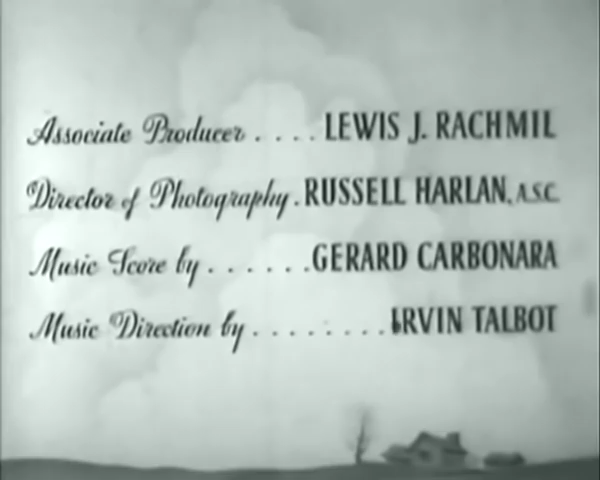 Associate Producer . . . . LEWIS J. RACHMIL
Director of Photography . RUSSELL HARLAN, A.S.C.
Music Score by . . . . . . GERARD CARBONARA
Music Direction by . . . . . . . . IRVIN TALBOT